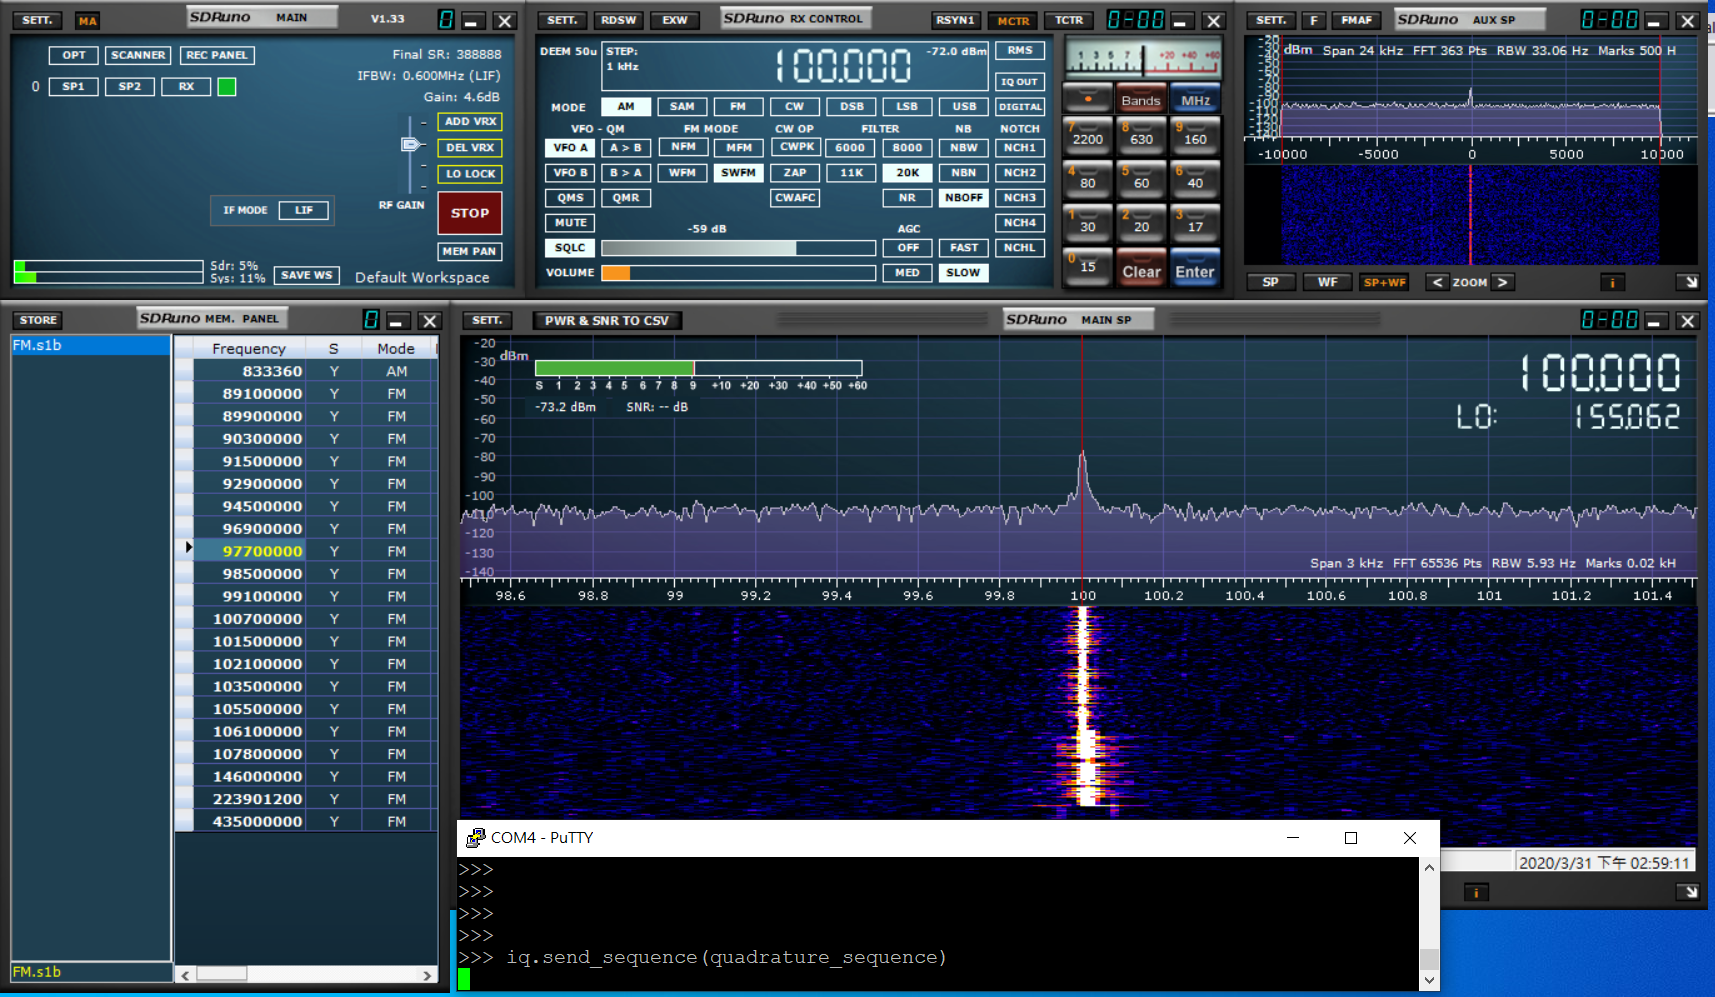 SETT. MA SDRuno MAIN V1.33 0
OPT SCANNER REC PANEL
0 SP1 SP2 RX
Final SR: 388888
IFBW: 0.600MHz (LIF)
Gain: 4.6dB
ADD VRX
DEL VRX
LO LOCK
RF GAIN
IF MODE LIF
STOP
MEM PAN
Sdr: 5%
Sys: 11%
SAVE WS Default Workspace
SETT. RDSW EXW SDRuno RX CONTROL RSYN1 MCTR TCTR 0-00
DEEM 50u STEP:
1 kHz
100.000
-72.0 dBm RMS
IQ OUT
MODE AM SAM FM CW DSB LSB USB DIGITAL
VFO - QM FM MODE CW OP FILTER NB NOTCH
VFO A A > B NFM MFM CWPK 6000 8000 NBW NCH1
VFO B B > A WFM SWFM ZAP 11K 20K NBN NCH2
QMS QMR CWAFC NR NBOFF NCH3
MUTE -59 dB AGC NCH4
SQLC OFF FAST NCHL
VOLUME MED SLOW
1 3 5 7 +20 +40 +60
Bands MHz
7 2200 8 630 9 160
4 80 5 60 6 40
1 30 2 20 3 17
0 15 Clear Enter
SETT. F FMAF SDRuno AUX SP 0-00
dBm Span 24 kHz FFT 363 Pts RBW 33.06 Hz Marks 500 H
-10000 -5000 0 5000 10000
SP WF SP+WF < ZOOM > i
STORE SDRuno MEM. PANEL 0
FM.s1b
Frequency S Mode
833360 Y AM
89100000 Y FM
89900000 Y FM
90300000 Y FM
91500000 Y FM
92900000 Y FM
94500000 Y FM
96900000 Y FM
97700000 Y FM
98500000 Y FM
99100000 Y FM
100700000 Y FM
101500000 Y FM
102100000 Y FM
103500000 Y FM
105500000 Y FM
106100000 Y FM
107800000 Y FM
146000000 Y FM
223901200 Y FM
435000000 Y FM
FM.s1b
SETT. PWR & SNR TO CSV SDRuno MAIN SP 0-00
dBm
-20
-30
-40
-50
-60
-70
-80
-90
-100
-110
-120
-130
-140
S 1 2 3 4 5 6 7 8 9 +10 +20 +30 +40 +50 +60
-73.2 dBm SNR: -- dB
100.000
LO: 155.062
Span 3 kHz FFT 65536 Pts RBW 5.93 Hz Marks 0.02 kH
98.6 98.8 99 99.2 99.4 99.6 99.8 100 100.2 100.4 100.6 100.8 101 101.2 101.4
COM4 - PuTTY
>>>
>>>
>>>
>>>
>>> iq.send_sequence(quadrature_sequence)
2020/3/31 下午 02:59:11
i